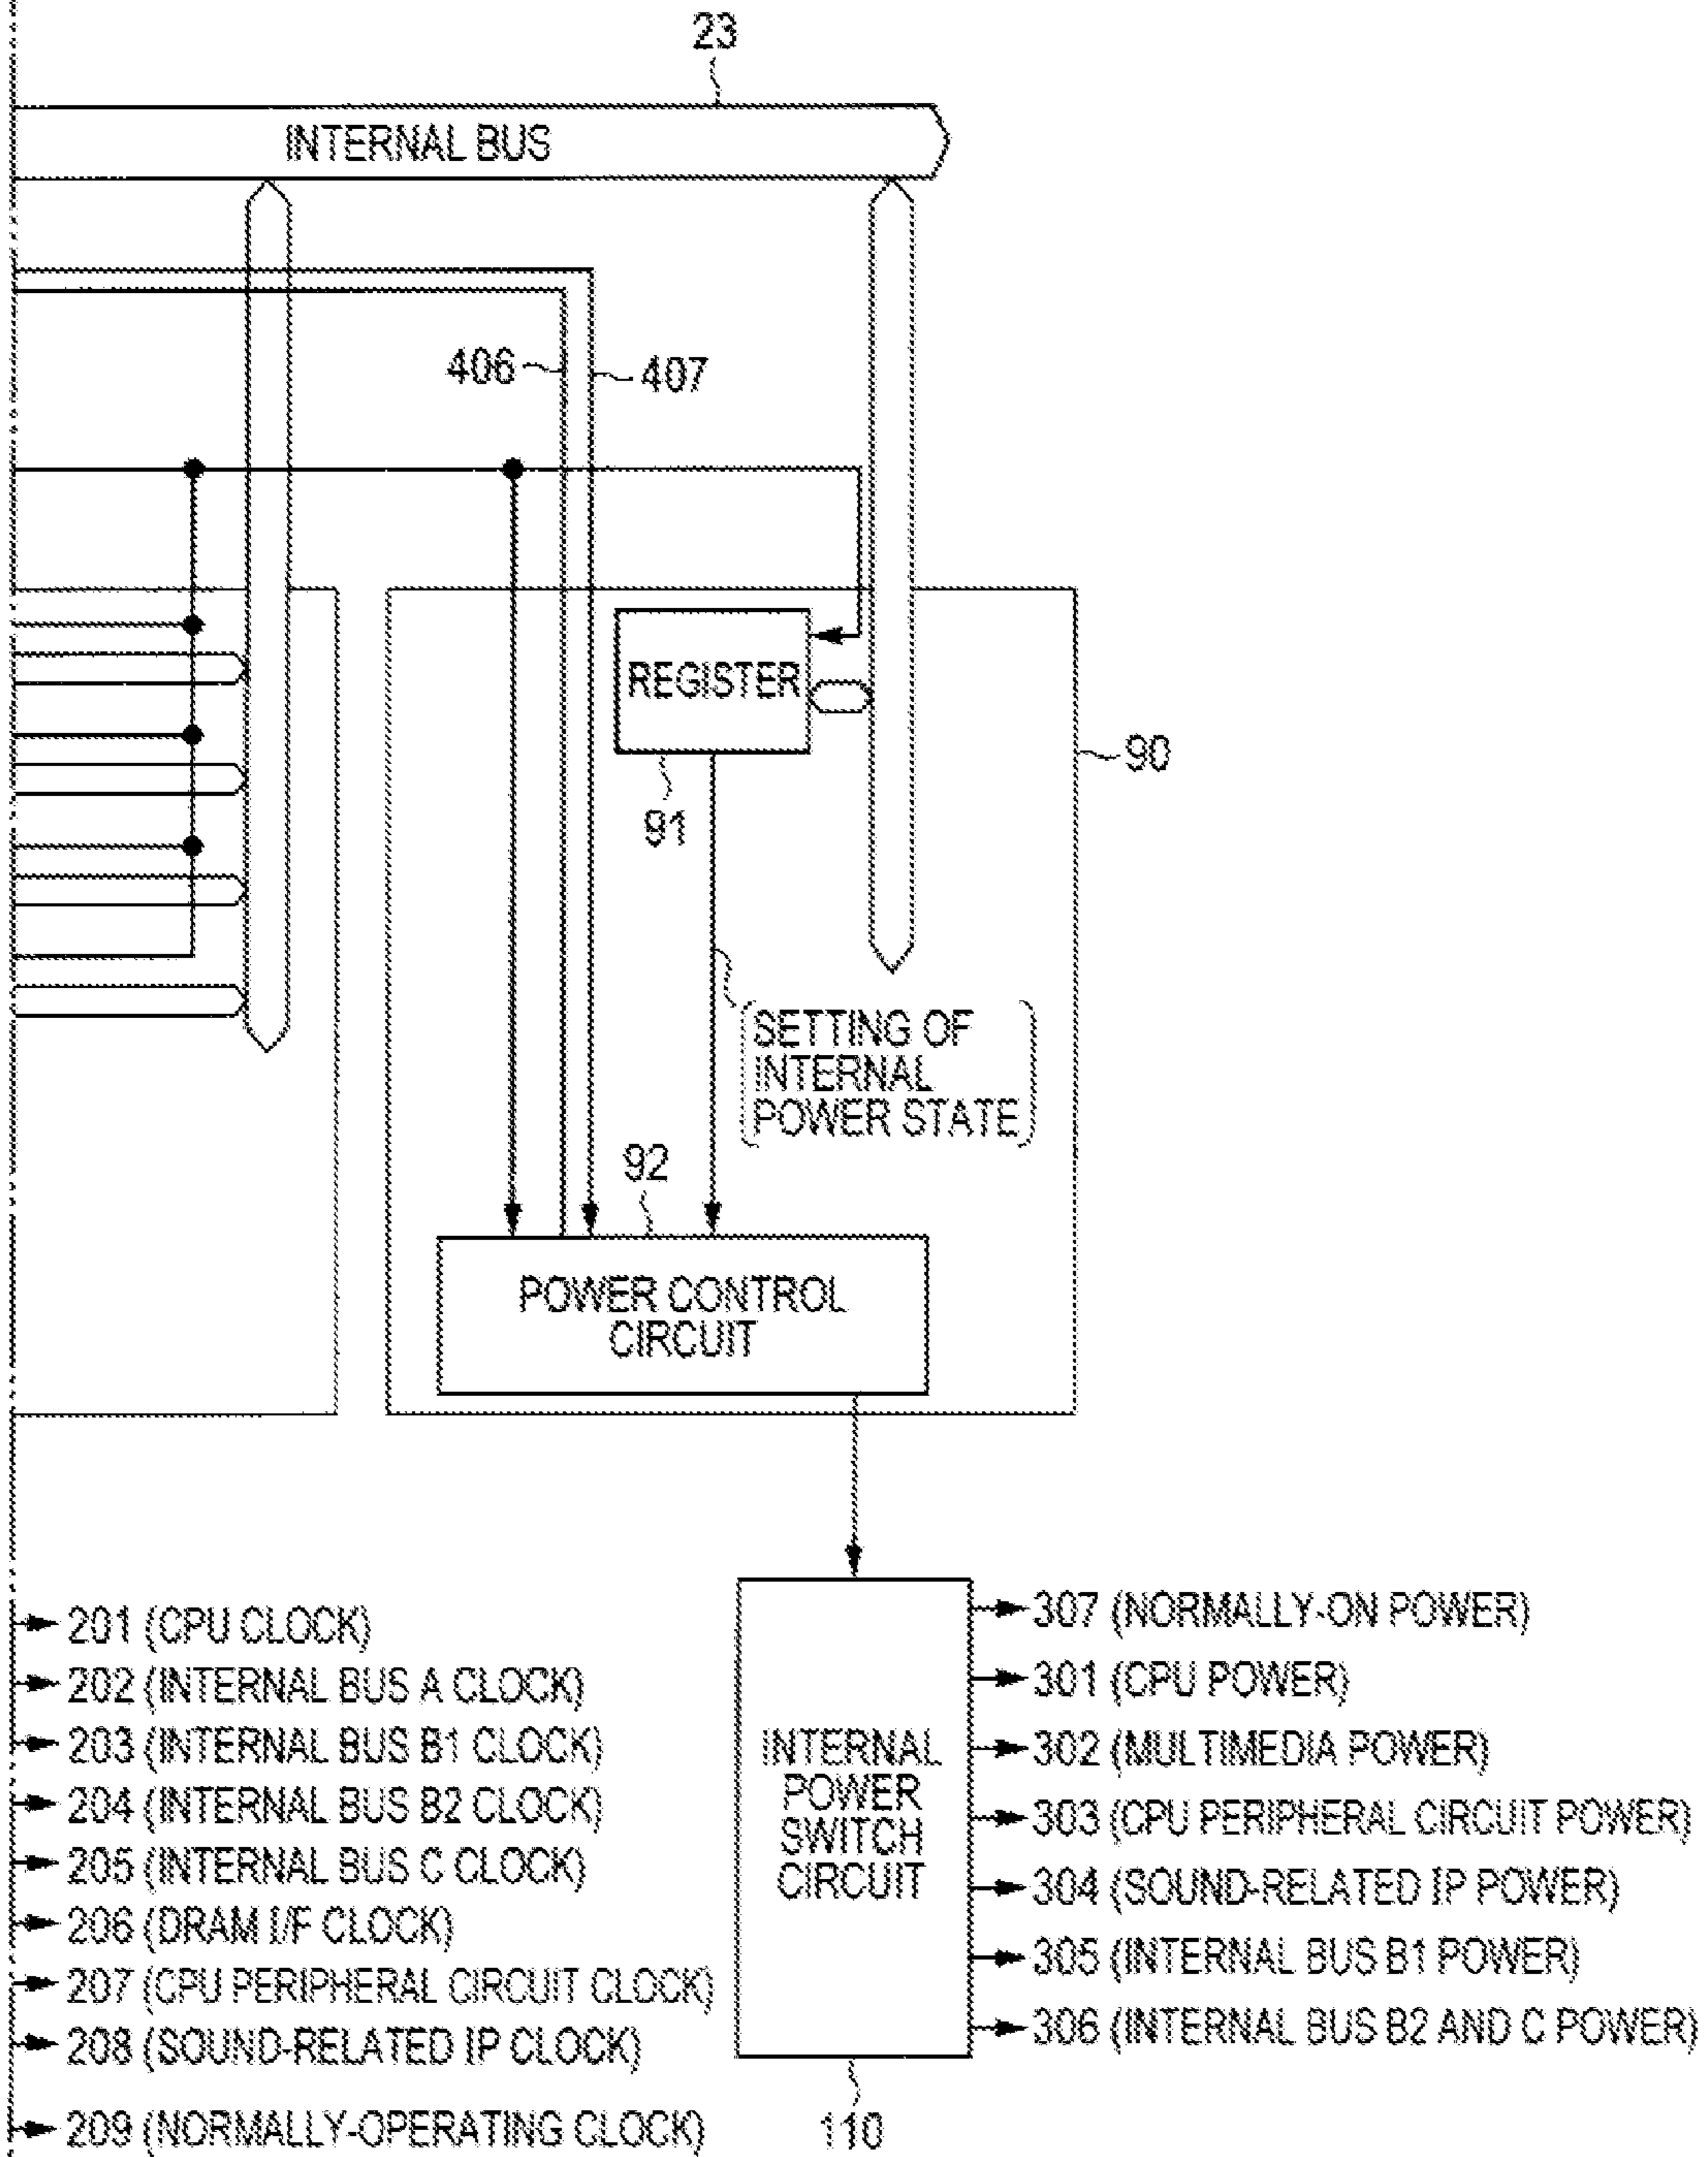 23
INTERNAL BUS
406
407
REGISTER
91
90
SETTING OF
INTERNAL
POWER STATE
92
POWER CONTROL
CIRCUIT
201 (CPU CLOCK)
202 (INTERNAL BUS A CLOCK)
203 (INTERNAL BUS B1 CLOCK)
204 (INTERNAL BUS B2 CLOCK)
205 (INTERNAL BUS C CLOCK)
206 (DRAM I/F CLOCK)
207 (CPU PERIPHERAL CIRCUIT CLOCK)
208 (SOUND-RELATED IP CLOCK)
209 (NORMALLY-OPERATING CLOCK)
INTERNAL
POWER
SWITCH
CIRCUIT
110
307 (NORMALLY-ON POWER)
301 (CPU POWER)
302 (MULTIMEDIA POWER)
303 (CPU PERIPHERAL CIRCUIT POWER)
304 (SOUND-RELATED IP POWER)
305 (INTERNAL BUS B1 POWER)
306 (INTERNAL BUS B2 AND C POWER)